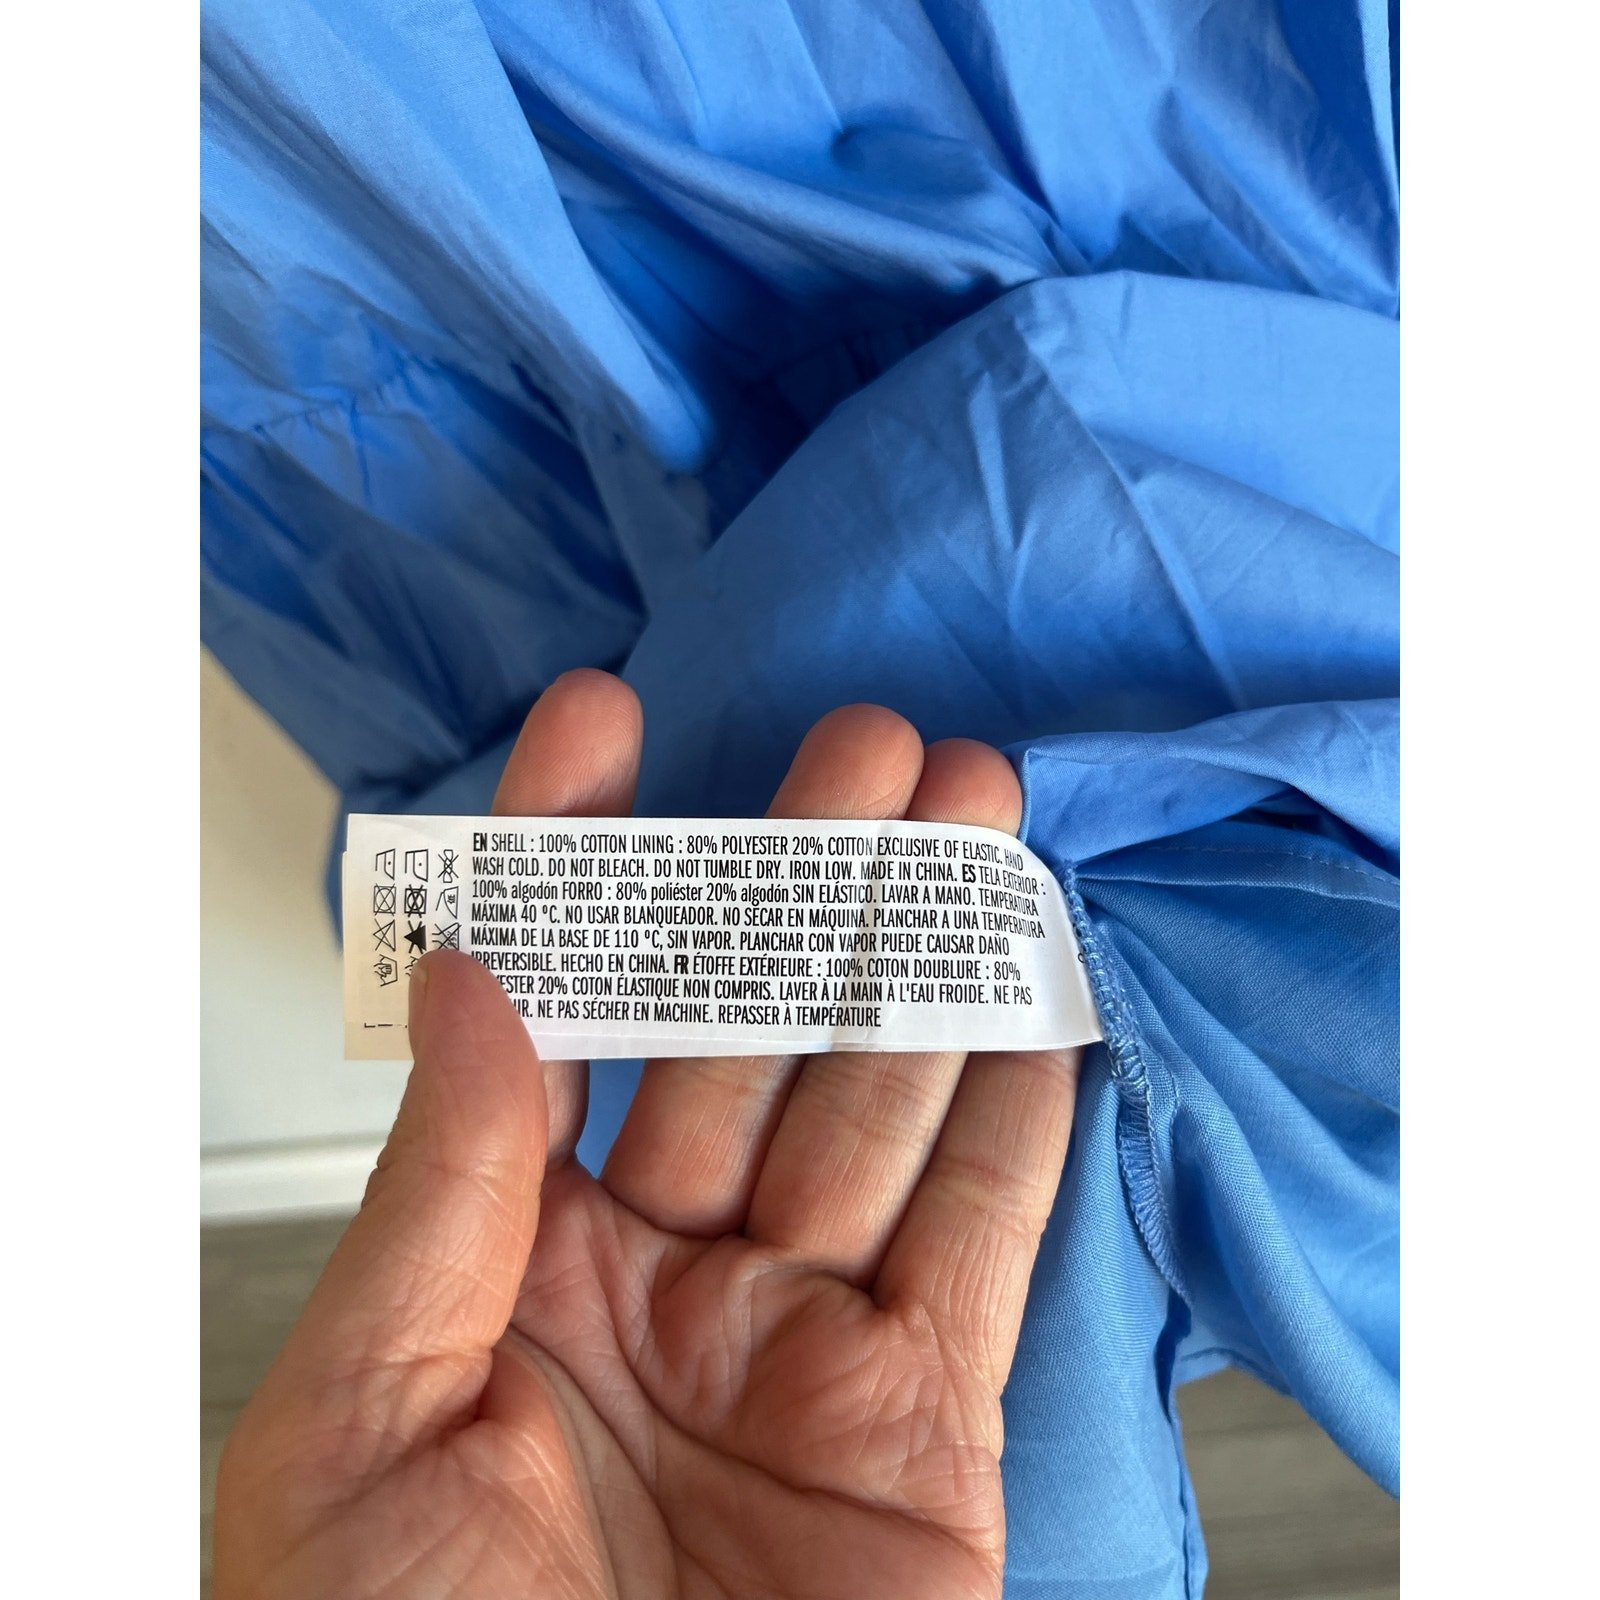 EN SHELL : 100% COTTON LINING : 80% POLYESTER 20% COTTON EXCLUSIVE OF ELASTIC. HAND
WASH COLD. DO NOT BLEACH. DO NOT TUMBLE DRY. IRON LOW. MADE IN CHINA. ES TELA EXTERIOR :
100% algodón FORRO : 80% poliéster 20% algodón SIN ELÁSTICO. LAVAR A MANO. TEMPERATURA
MÁXIMA 40 ºC. NO USAR BLANQUEADOR. NO SECAR EN MÁQUINA. PLANCHAR A UNA TEMPERATURA
MÁXIMA DE LA BASE DE 110 ºC, SIN VAPOR. PLANCHAR CON VAPOR PUEDE CAUSAR DAÑO
IRREVERSIBLE. HECHO EN CHINA. FR ÉTOFFE EXTÉRIEURE : 100% COTON DOUBLURE : 80%
20% COTON ÉLASTIQUE NON COMPRIS. LAVER À LA MAIN À L'EAU FROIDE. NE PAS
NE PAS SÉCHER EN MACHINE. REPASSER À TEMPÉRATURE